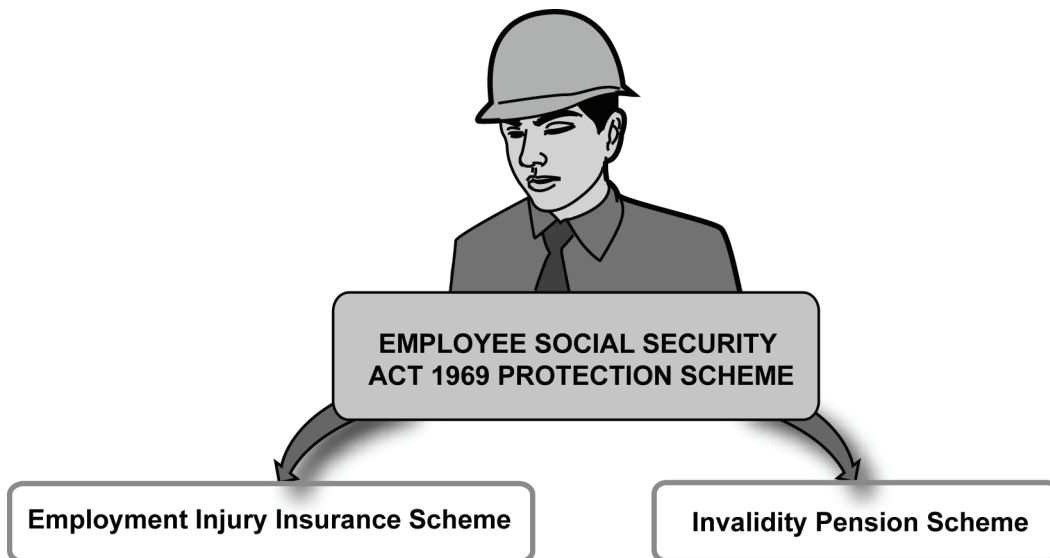 EMPLOYEE SOCIAL SECURITY
ACT 1969 PROTECTION SCHEME
Employment Injury Insurance Scheme
Invalidity Pension Scheme